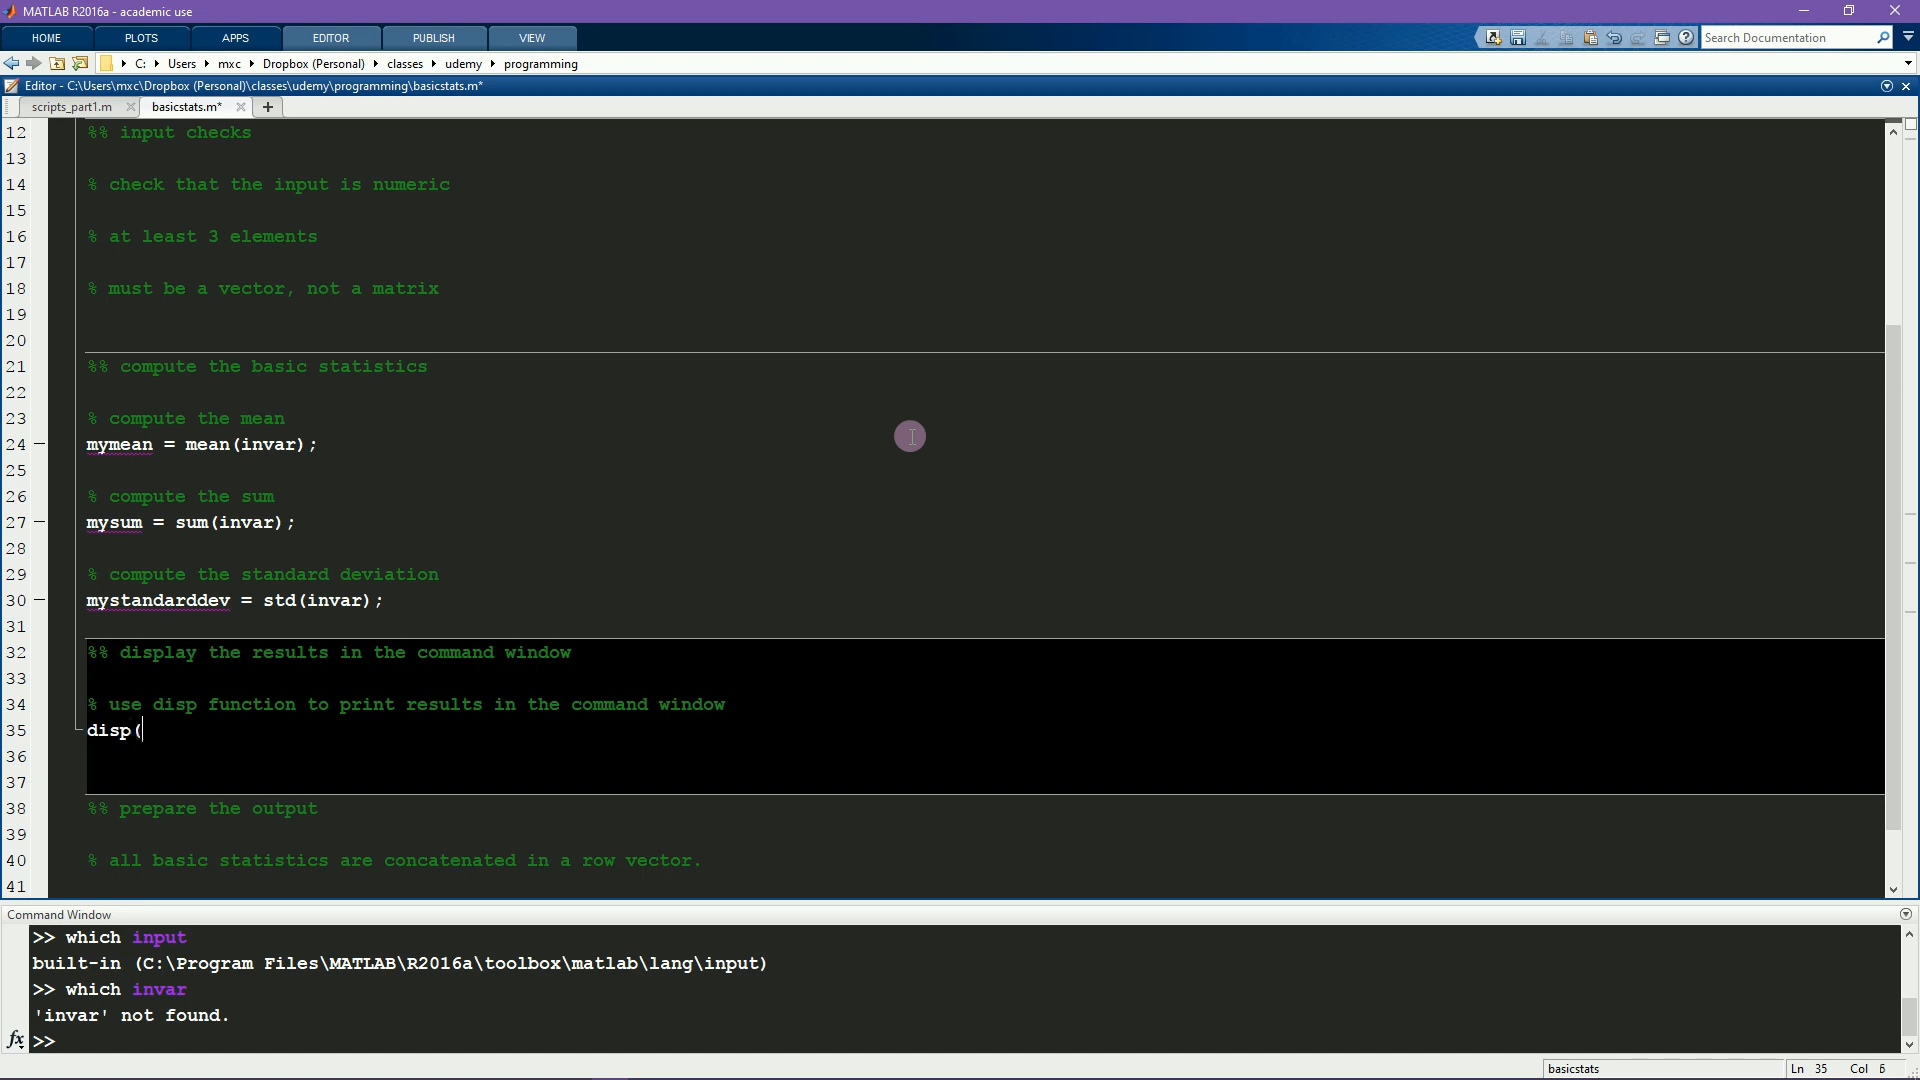 MATLAB R2016a - academic use
HOME PLOTS APPS EDITOR PUBLISH VIEW Search Documentation
C: Users mxc Dropbox (Personal) classes udemy programming
Editor - C:\Users\mxc\Dropbox (Personal)\classes\udemy\programming\basicstats.m*
scripts_part1.m basicstats.m*
12 %% input checks
13
14 % check that the input is numeric
15
16 % at least 3 elements
17
18 % must be a vector, not a matrix
19
20
21 %% compute the basic statistics
22
23 % compute the mean
24 mymean = mean(invar);
25
26 % compute the sum
27 mysum = sum(invar);
28
29 % compute the standard deviation
30 mystandarddev = std(invar);
31
32 %% display the results in the command window
33
34 % use disp function to print results in the command window
35 disp(
36
37
38 %% prepare the output
39
40 % all basic statistics are concatenated in a row vector.
41
Command Window
>> which input
built-in (C:\Program Files\MATLAB\R2016a\toolbox\matlab\lang\input)
>> which invar
'invar' not found.
fx >>
basicstats Ln 35 Col 6